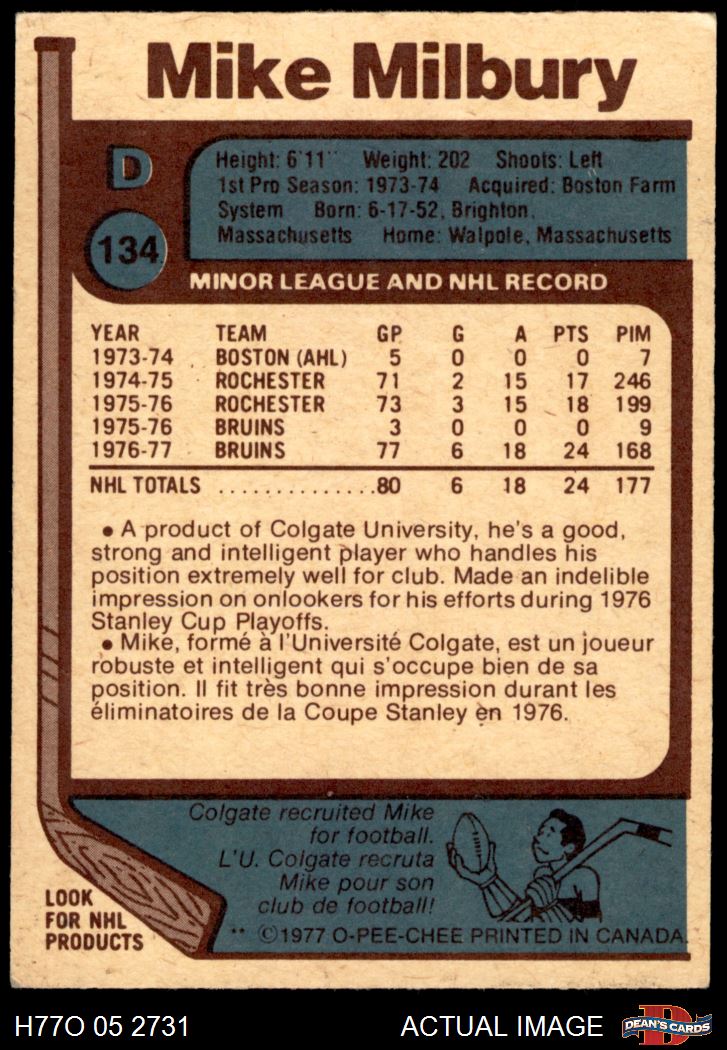 Mike Milbury
D
134
Height: 6'11" Weight: 202 Shoots: Left
1st Pro Season: 1973-74 Acquired: Boston Farm
System Born: 6-17-52, Brighton,
Massachusetts Home: Walpole, Massachusetts
MINOR LEAGUE AND NHL RECORD
YEAR TEAM GP G A PTS PIM
1973-74 BOSTON (AHL) 5 0 0 0 7
1974-75 ROCHESTER 71 2 15 17 246
1975-76 ROCHESTER 73 3 15 18 199
1975-76 BRUINS 3 0 0 0 9
1976-77 BRUINS 77 6 18 24 168
NHL TOTALS ..............80 6 18 24 177
• A product of Colgate University, he's a good,
strong and intelligent player who handles his
position extremely well for club. Made an indelible
impression on onlookers for his efforts during 1976
Stanley Cup Playoffs.
• Mike, formé à l'Université Colgate, est un joueur
robuste et intelligent qui s'occupe bien de sa
position. Il fit très bonne impression durant les
éliminatoires de la Coupe Stanley en 1976.
Colgate recruited Mike
for football.
L'U. Colgate recruta
Mike pour son
club de football!
LOOK
FOR NHL
PRODUCTS
** ©1977 O-PEE-CHEE PRINTED IN CANADA.
H77O 05 2731 ACTUAL IMAGE
D
DEAN'S CARDS